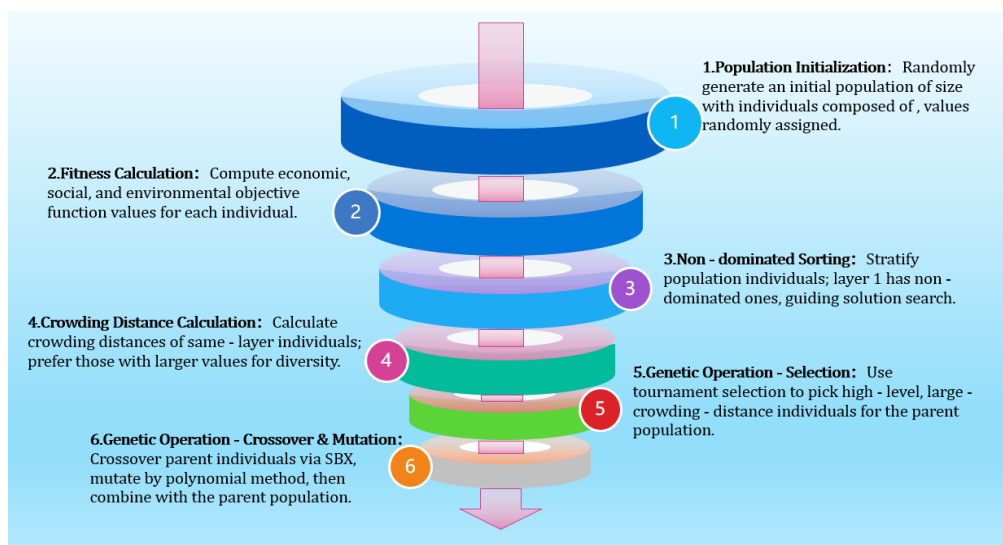 1.Population Initialization： Randomly
generate an initial population of size
with individuals composed of , values
randomly assigned.
1
2.Fitness Calculation： Compute economic,
social, and environmental objective
function values for each individual.
2
3.Non - dominated Sorting： Stratify
population individuals; layer 1 has non -
dominated ones, guiding solution search.
3
4.Crowding Distance Calculation： Calculate
crowding distances of same - layer individuals;
prefer those with larger values for diversity.
4
5.Genetic Operation - Selection： Use
tournament selection to pick high - level, large -
crowding - distance individuals for the parent
population.
5
6.Genetic Operation - Crossover & Mutation：
Crossover parent individuals via SBX,
mutate by polynomial method, then
combine with the parent population.
6